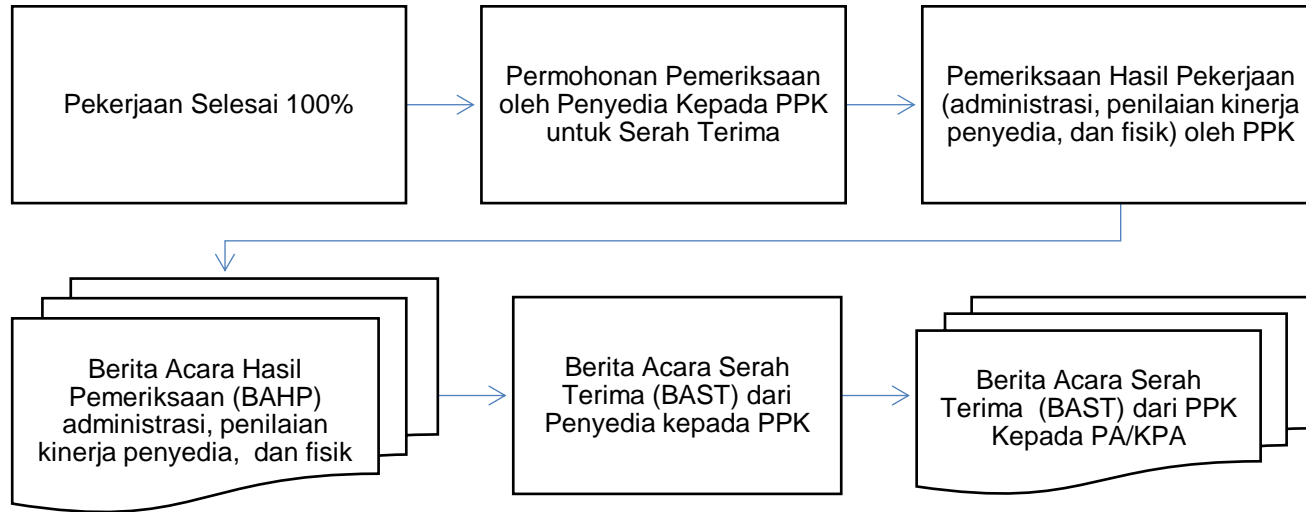 Pekerjaan Selesai 100%
Permohonan Pemeriksaan
oleh Penyedia Kepada PPK
untuk Serah Terima
Pemeriksaan Hasil Pekerjaan
(administrasi, penilaian kinerja
penyedia, dan fisik) oleh PPK
Berita Acara Hasil
Pemeriksaan (BAHP)
administrasi, penilaian
kinerja penyedia,  dan fisik
Berita Acara Serah
Terima (BAST) dari
Penyedia kepada PPK
Berita Acara Serah
Terima  (BAST) dari PPK
Kepada PA/KPA